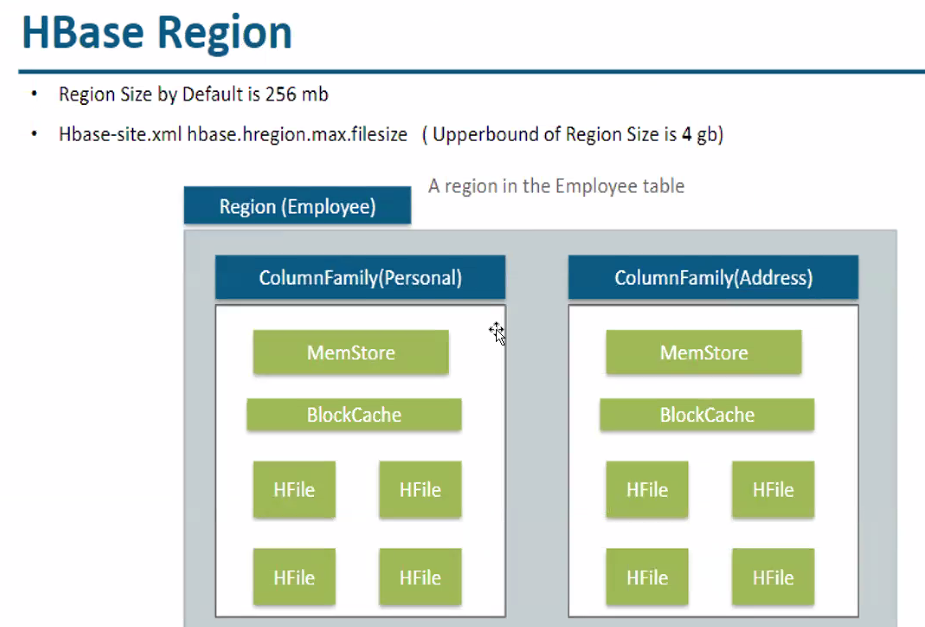 HBase Region
• Region Size by Default is 256 mb
• Hbase-site.xml hbase.hregion.max.filesize ( Upperbound of Region Size is 4 gb)
A region in the Employee table
Region (Employee)
ColumnFamily(Personal) ColumnFamily(Address)
MemStore MemStore
BlockCache BlockCache
HFile HFile HFile HFile
HFile HFile HFile HFile